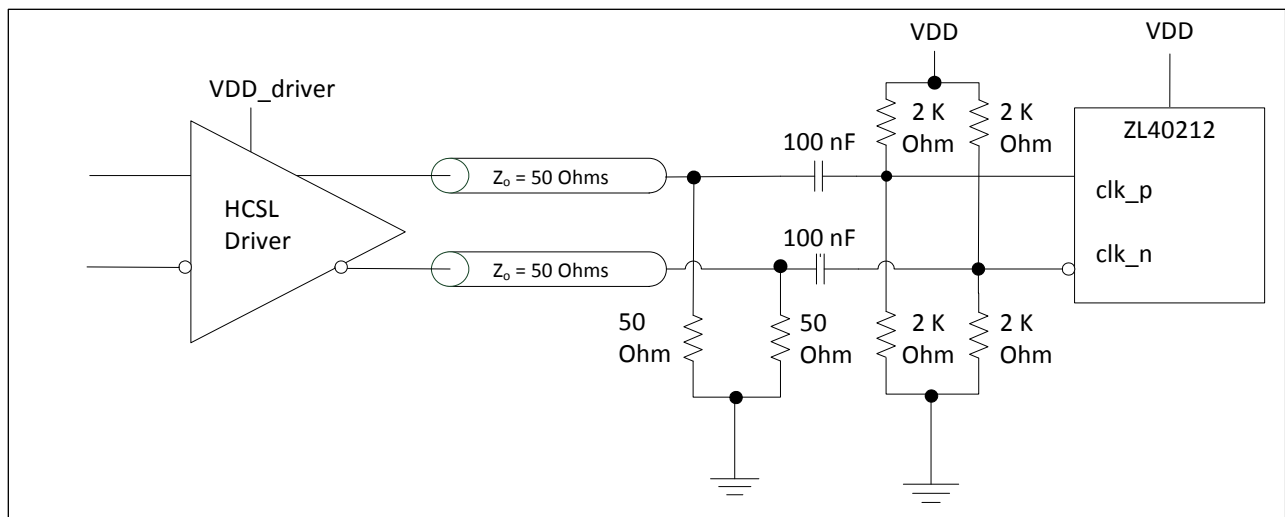 VDD_driver
HCSL
Driver
Zₒ = 50 Ohms
Zₒ = 50 Ohms
100 nF
100 nF
50
Ohm
50
Ohm
VDD
2 K
Ohm
2 K
Ohm
2 K
Ohm
2 K
Ohm
VDD
ZL40212
clk_p
clk_n